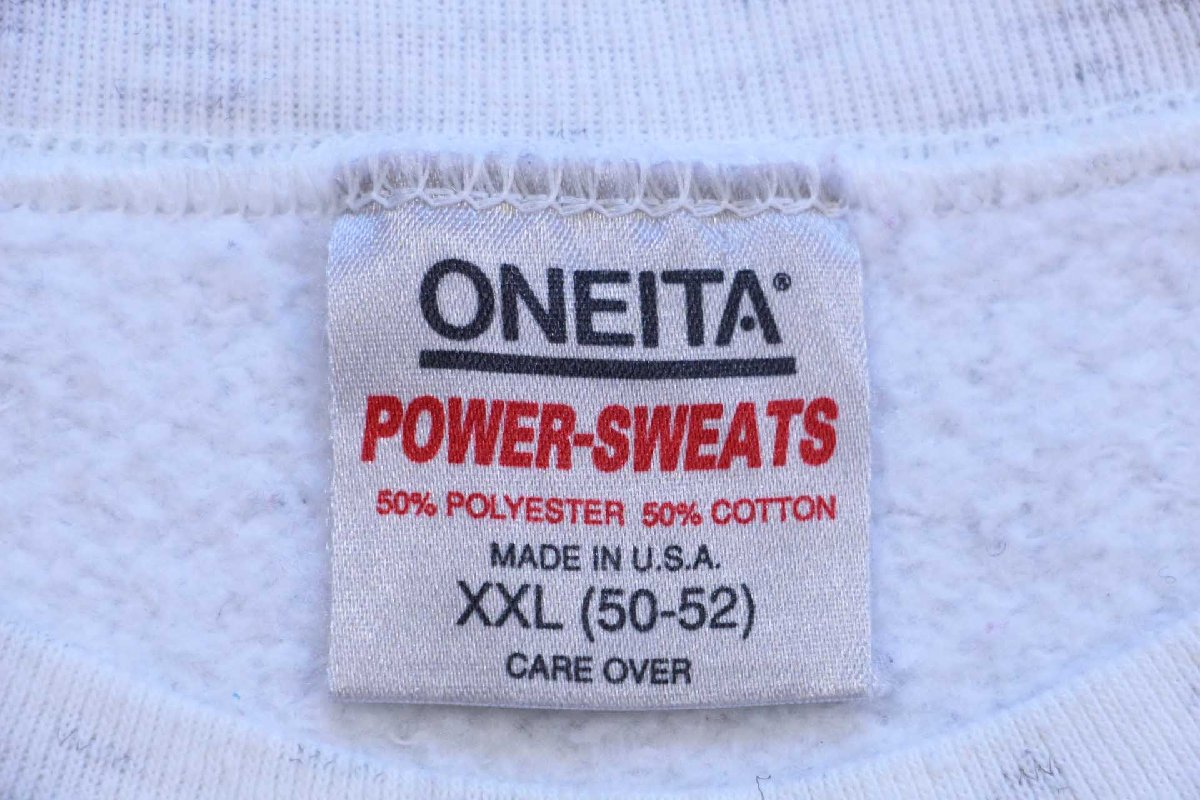 ONEITA®
POWER-SWEATS
50% POLYESTER 50% COTTON
MADE IN U.S.A.
XXL (50-52)
CARE OVER